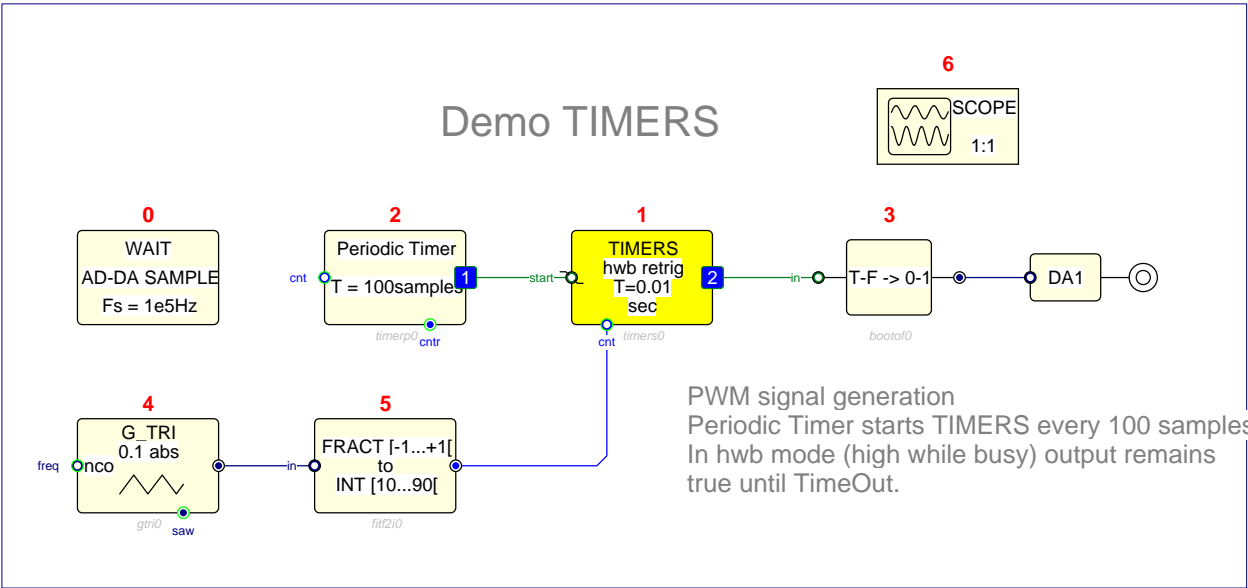 6
SCOPE
1:1
Demo TIMERS
0
WAIT
AD-DA SAMPLE
Fs = 1e5Hz
2
Periodic Timer
cnt
T = 100samples
1
timerp0
cntr
1
TIMERS
hwb retrig
T=0.01
sec
start
2
timers0
cnt
3
in
T-F -> 0-1
bootof0
DA1
4
G_TRI
0.1 abs
freq
nco
gtri0
saw
5
in
FRACT [-1...+1[
to
INT [10...90[
fitf2i0
PWM signal generation
Periodic Timer starts TIMERS every 100 samples
In hwb mode (high while busy) output remains
true until TimeOut.